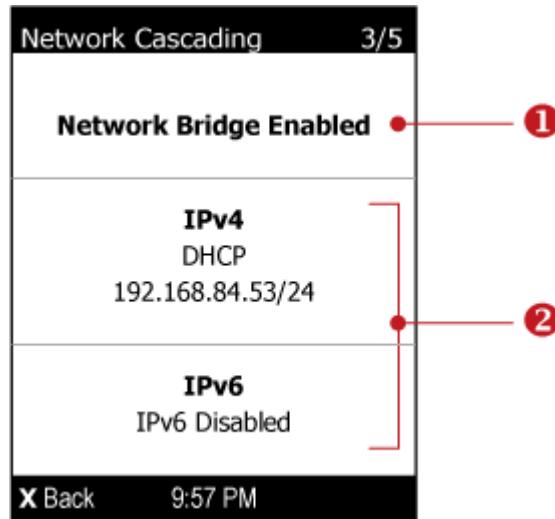 Network Cascading 3/5
Network Bridge Enabled
1
IPv4
DHCP
192.168.84.53/24
2
IPv6
IPv6 Disabled
X Back 9:57 PM